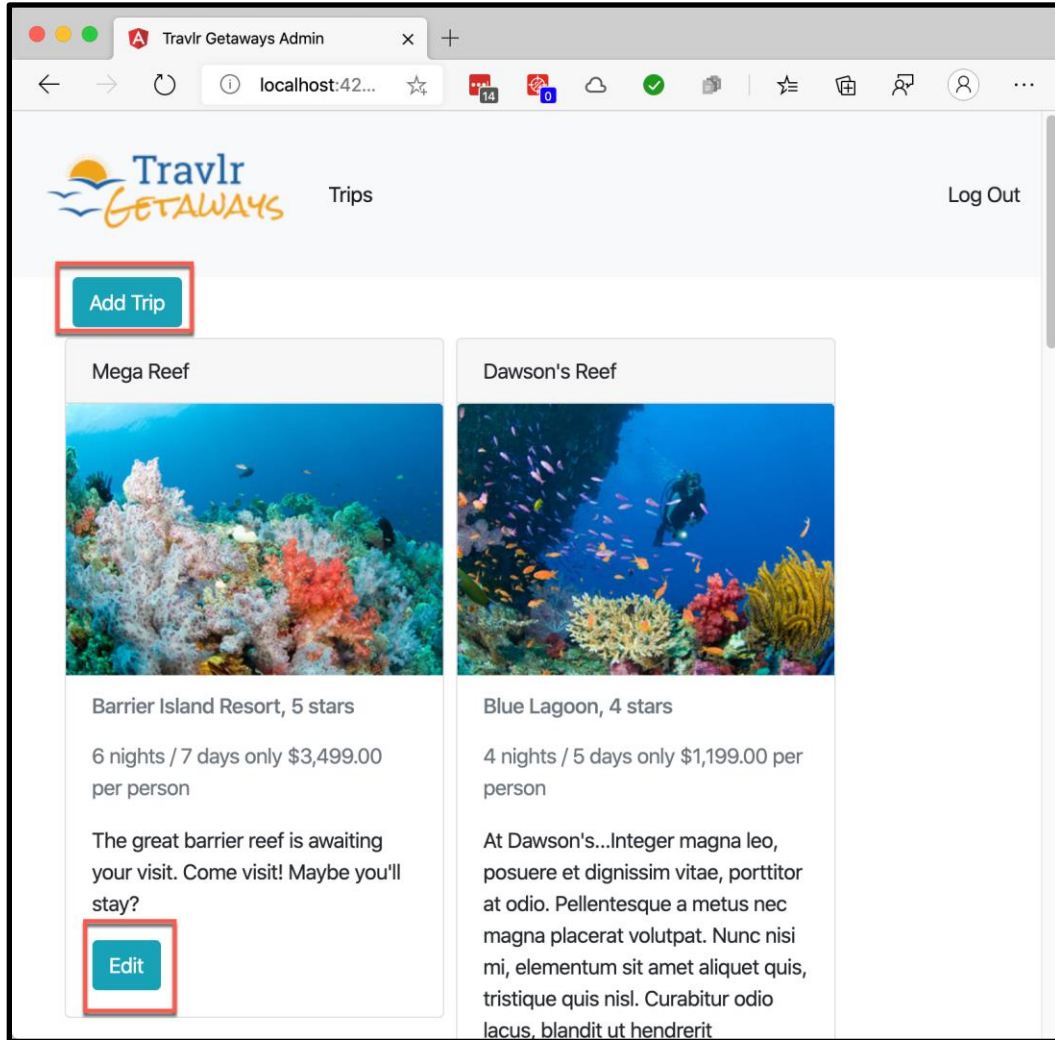 Travlr Getaways Admin
localhost:42...
14
0
Travlr
GETAWAYS
Trips
Log Out
Add Trip
Mega Reef
Barrier Island Resort, 5 stars
6 nights / 7 days only $3,499.00
per person
The great barrier reef is awaiting
your visit. Come visit! Maybe you'll
stay?
Edit
Dawson's Reef
Blue Lagoon, 4 stars
4 nights / 5 days only $1,199.00 per
person
At Dawson's...Integer magna leo,
posuere et dignissim vitae, porttitor
at odio. Pellentesque a metus nec
magna placerat volutpat. Nunc nisi
mi, elementum sit amet aliquet quis,
tristique quis nisl. Curabitur odio
lacus, blandit ut hendrerit